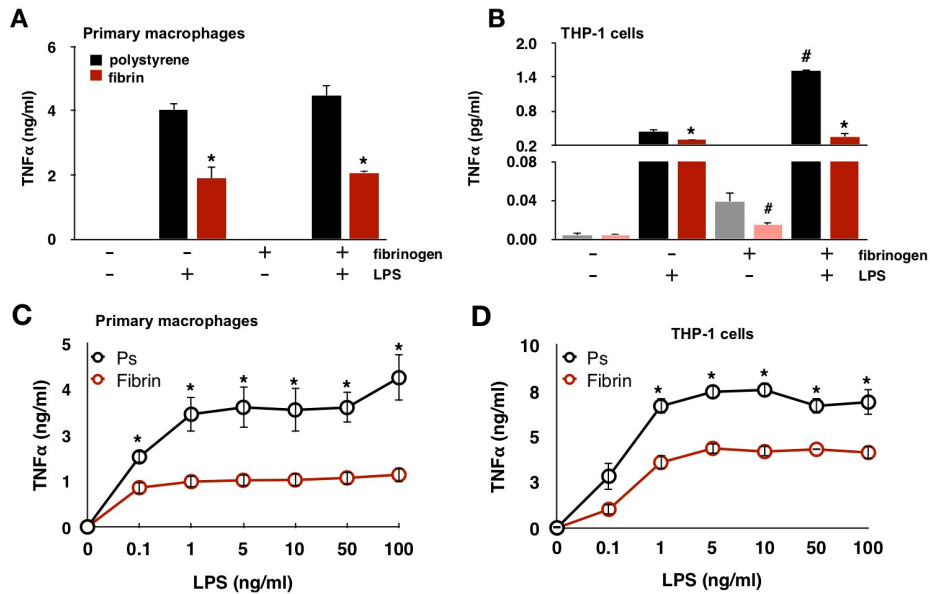 A
Primary macrophages
polystyrene
fibrin
TNFα (ng/ml)
6
4
2
0
*
*
– – + + fibrinogen
– + – + LPS
B
THP-1 cells
TNFα (pg/ml)
2.0
1.4
0.8
0.2
0.08
0.04
0.00
*
#
#
*
– – + + fibrinogen
– + – + LPS
C
Primary macrophages
Ps
Fibrin
TNFα (ng/ml)
5
4
3
1
0
* * * * * *
0 0.1 1 5 10 50 100
LPS (ng/ml)
D
THP-1 cells
Ps
Fibrin
TNFα (ng/ml)
10
8
5
3
0
* * * * *
0 0.1 1 5 10 50 100
LPS (ng/ml)